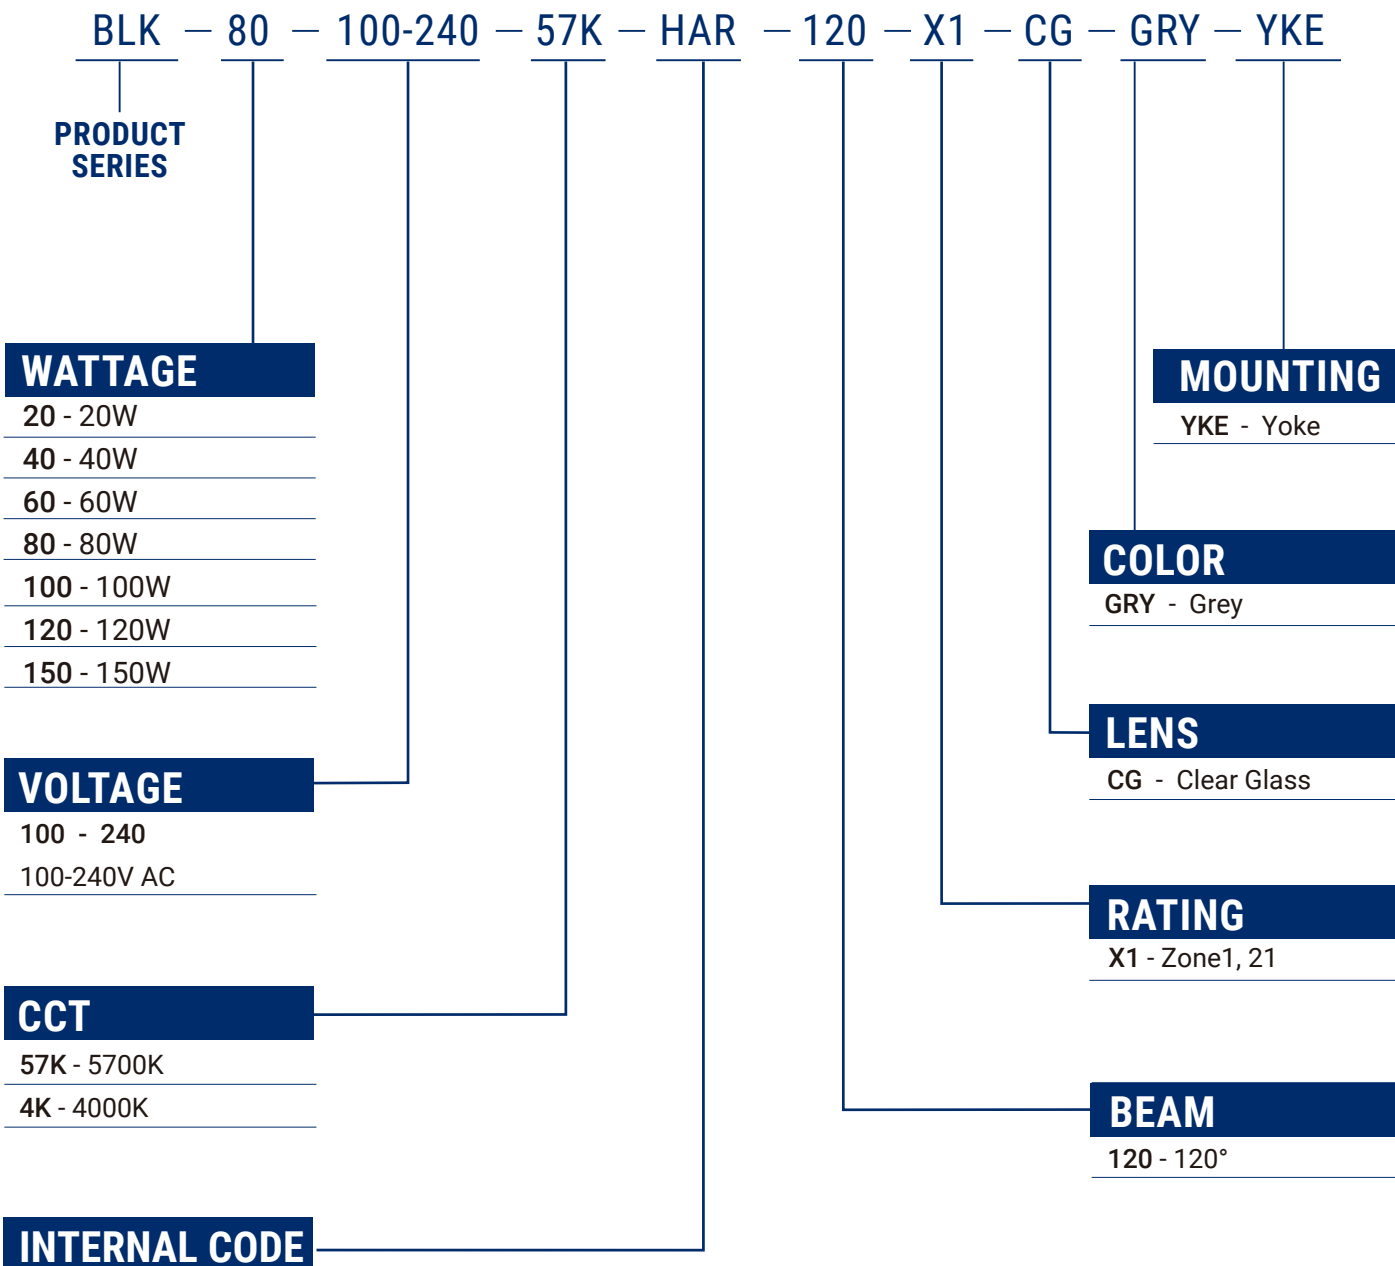 BLK — 80 — 100-240 — 57K — HAR — 120 — X1 — CG — GRY — YKE
PRODUCT
SERIES
WATTAGE
20 - 20W
40 - 40W
60 - 60W
80 - 80W
100 - 100W
120 - 120W
150 - 150W
VOLTAGE
100 - 240
100-240V AC
CCT
57K - 5700K
4K - 4000K
INTERNAL CODE
MOUNTING
YKE - Yoke
COLOR
GRY - Grey
LENS
CG - Clear Glass
RATING
X1 - Zone1, 21
BEAM
120 - 120°